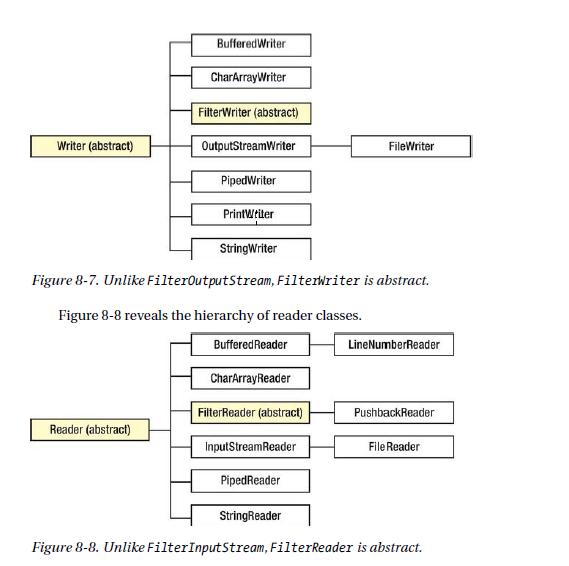 BufferedWriter
CharArrayWriter
FilterWriter (abstract)
Writer (abstract)
OutputStreamWriter
FileWriter
PipedWriter
PrintWriter
StringWriter
Figure 8-7. Unlike FilterOutputStream, FilterWriter is abstract.
Figure 8-8 reveals the hierarchy of reader classes.
BufferedReader
LineNumberReader
CharArrayReader
FilterReader (abstract)
PushbackReader
Reader (abstract)
InputStreamReader
FileReader
PipedReader
StringReader
Figure 8-8. Unlike FilterInputStream, FilterReader is abstract.